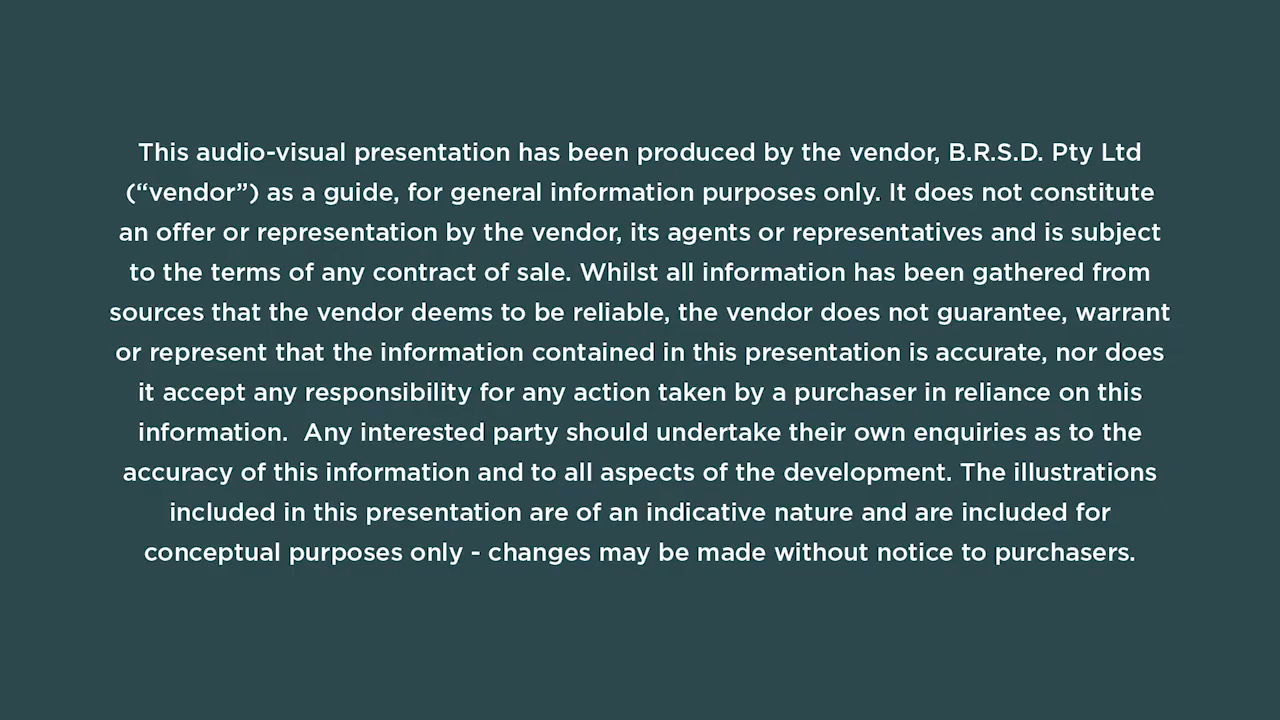 This audio-visual presentation has been produced by the vendor, B.R.S.D. Pty Ltd
(“vendor”) as a guide, for general information purposes only. It does not constitute
an offer or representation by the vendor, its agents or representatives and is subject
to the terms of any contract of sale. Whilst all information has been gathered from
sources that the vendor deems to be reliable, the vendor does not guarantee, warrant
or represent that the information contained in this presentation is accurate, nor does
it accept any responsibility for any action taken by a purchaser in reliance on this
information.  Any interested party should undertake their own enquiries as to the
accuracy of this information and to all aspects of the development. The illustrations
included in this presentation are of an indicative nature and are included for
conceptual purposes only - changes may be made without notice to purchasers.